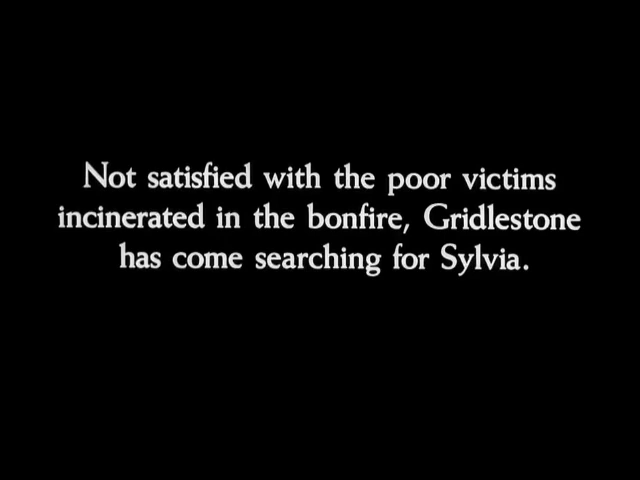 Not satisfied with the poor victims
incinerated in the bonfire, Gridlestone
has come searching for Sylvia.